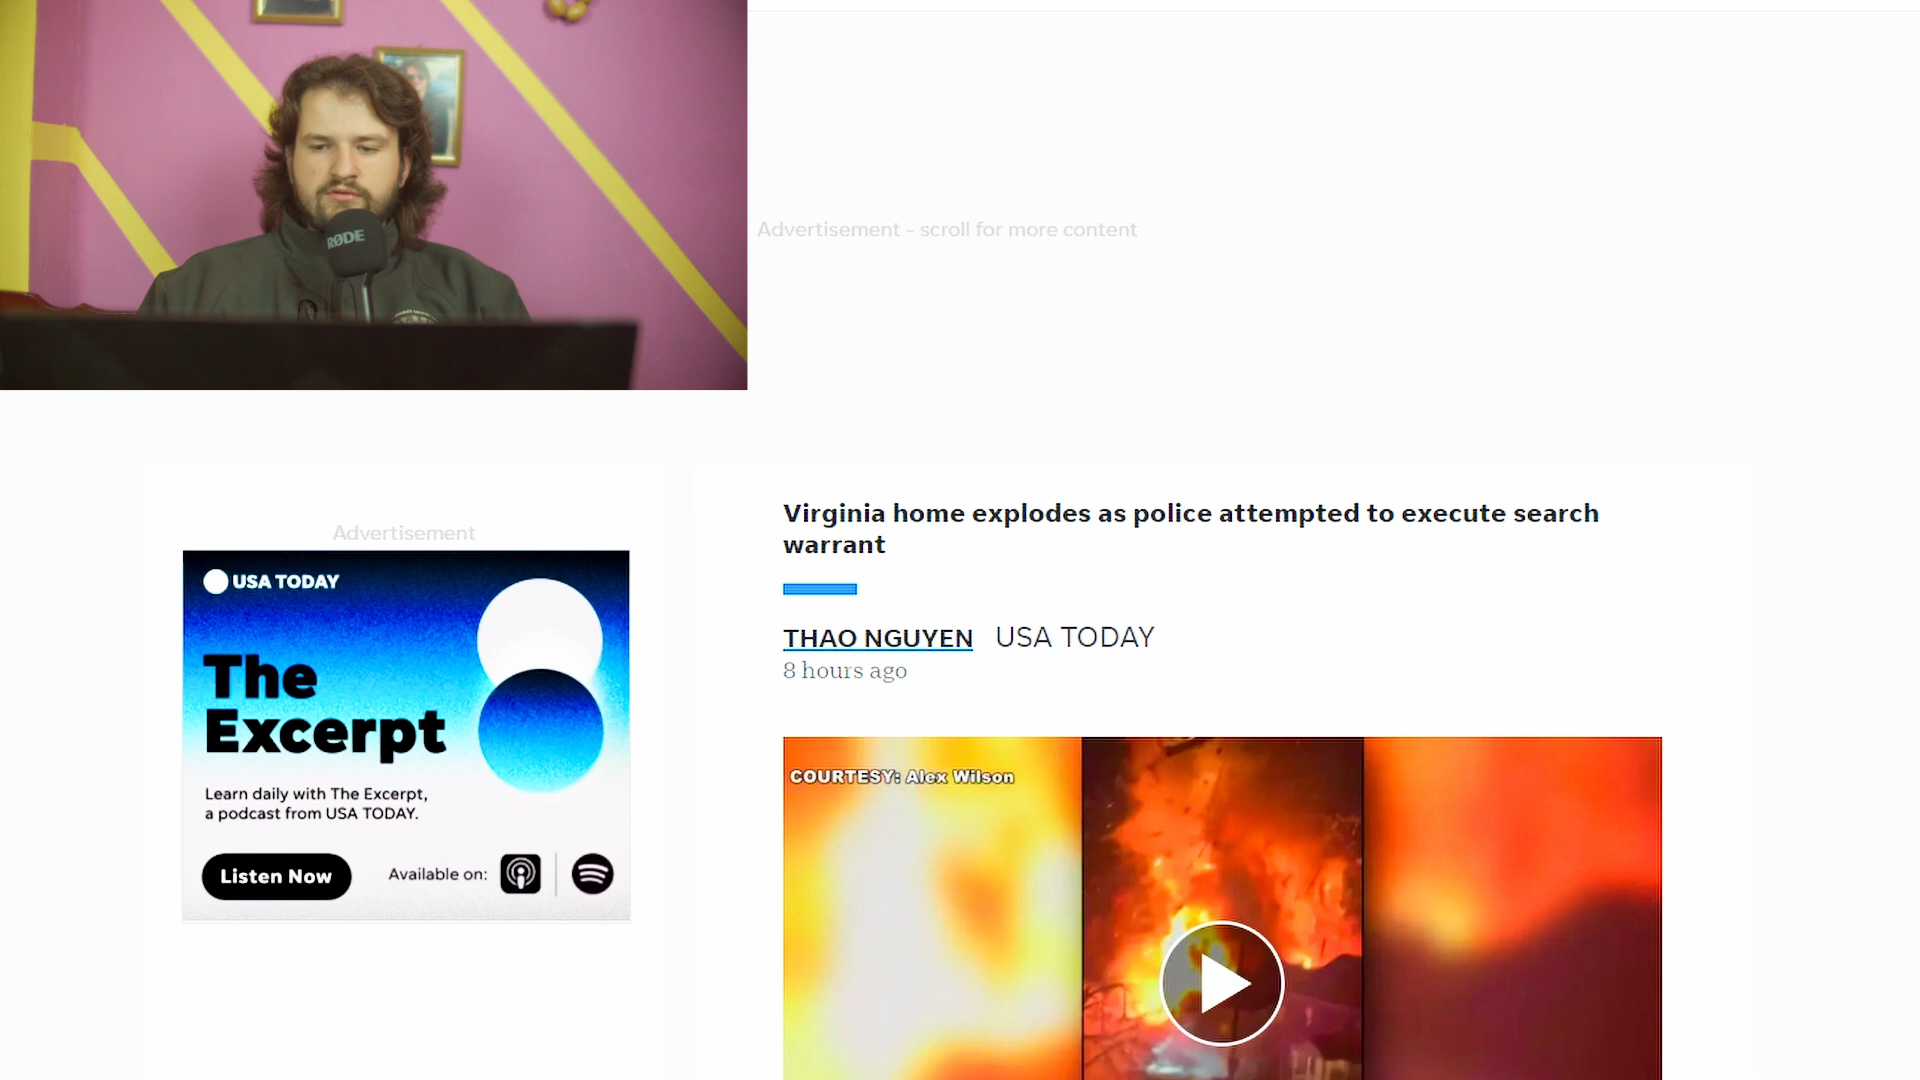 RØDE
Advertisement - scroll for more content
Advertisement
USA TODAY
The
Excerpt
Learn daily with The Excerpt,
a podcast from USA TODAY.
Listen Now
Available on:
Virginia home explodes as police attempted to execute search
warrant
THAO NGUYEN USA TODAY
8 hours ago
COURTESY: Alex Wilson